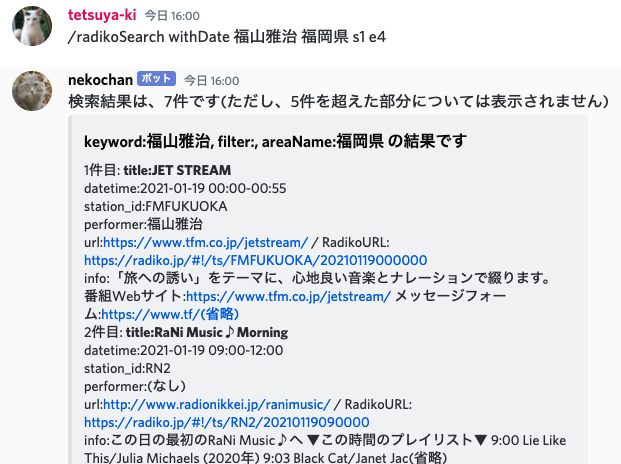 tetsuya-ki 今日 16:00
/radikoSearch withDate 福山雅治 福岡県 s1 e4
nekochan ボット 今日 16:00
検索結果は、7件です(ただし、5件を超えた部分については表示されません)
keyword:福山雅治, filter:, areaName:福岡県 の結果です
1件目: title:JET STREAM
datetime:2021-01-19 00:00-00:55
station_id:FMFUKUOKA
performer:福山雅治
url:https://www.tfm.co.jp/jetstream/ / RadikoURL:
https://radiko.jp/#!/ts/FMFUKUOKA/20210119000000
info:「旅への誘い」をテーマに、心地良い音楽とナレーションで綴ります。
番組Webサイト:https://www.tfm.co.jp/jetstream/ メッセージフォー
ム:https://www.tf/(省略)
2件目: title:RaNi Music♪Morning
datetime:2021-01-19 09:00-12:00
station_id:RN2
performer:(なし)
url:http://www.radionikkei.jp/ranimusic/ / RadikoURL:
https://radiko.jp/#!/ts/RN2/20210119090000
info:この日の最初のRaNi Music♪へ ▼この時間のプレイリスト▼ 9:00 Lie Like
This/Julia Michaels (2020年) 9:03 Black Cat/Janet Jac(省略)